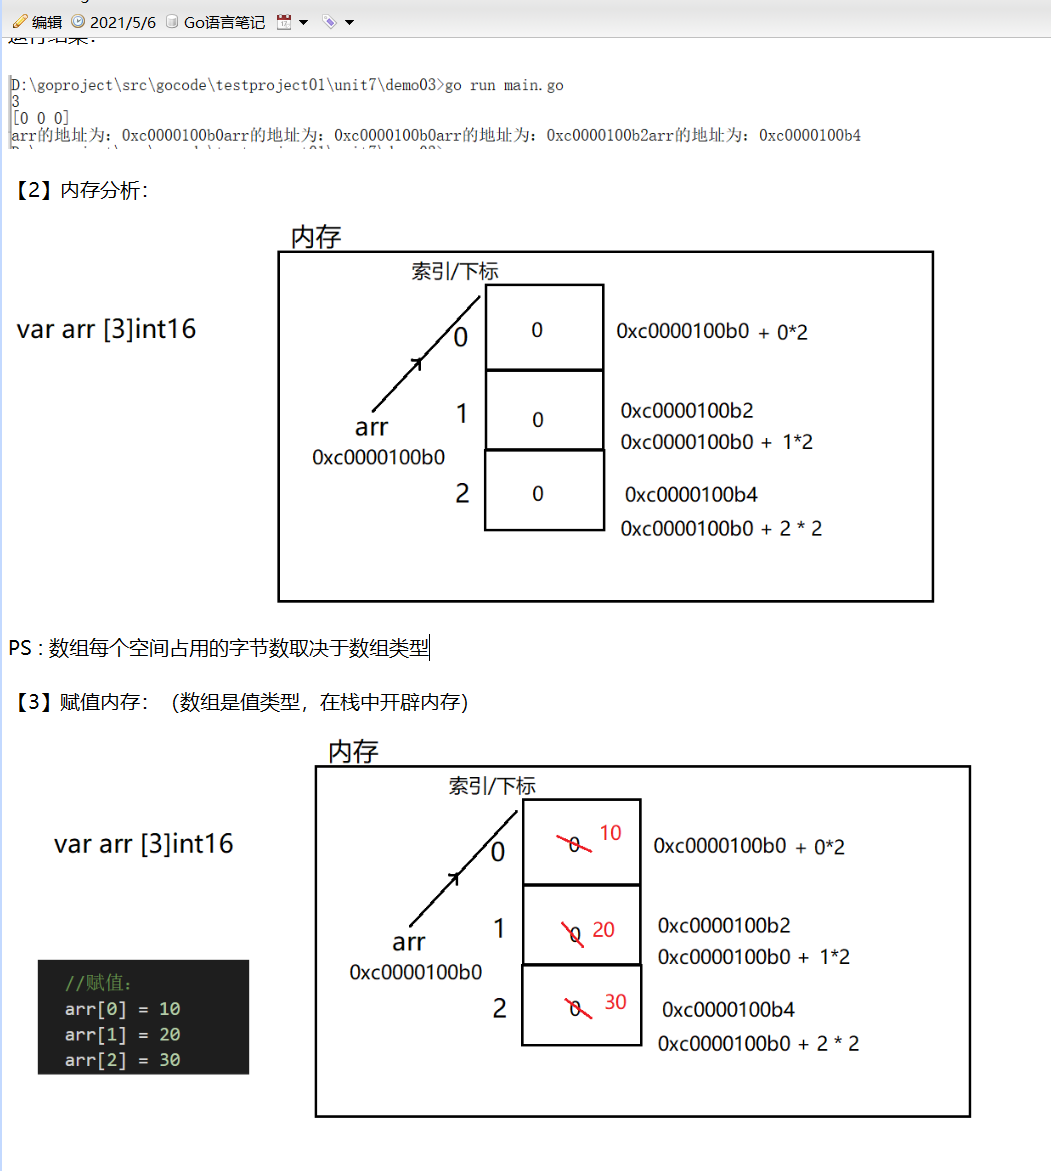 编辑 2021/5/6 Go语言笔记
运行结果:
D:\goproject\src\gocode\testproject01\unit7\demo03>go run main.go
3
[0 0 0]
arr的地址为: 0xc0000100b0arr的地址为: 0xc0000100b0arr的地址为: 0xc0000100b2arr的地址为: 0xc0000100b4
【2】内存分析:
内存
索引/下标
var arr [3]int16
0
0
0xc0000100b0 + 0*2
1
0
0xc0000100b2
arr
0xc0000100b0 + 1*2
0xc0000100b0
2
0
0xc0000100b4
0xc0000100b0 + 2 * 2
PS : 数组每个空间占用的字节数取决于数组类型
【3】赋值内存: (数组是值类型，在栈中开辟内存)
内存
索引/下标
var arr [3]int16
0
0 10
0xc0000100b0 + 0*2
1
0 20
0xc0000100b2
arr
0xc0000100b0 + 1*2
0xc0000100b0
2
0 30
0xc0000100b4
0xc0000100b0 + 2 * 2
//赋值:
arr[0] = 10
arr[1] = 20
arr[2] = 30